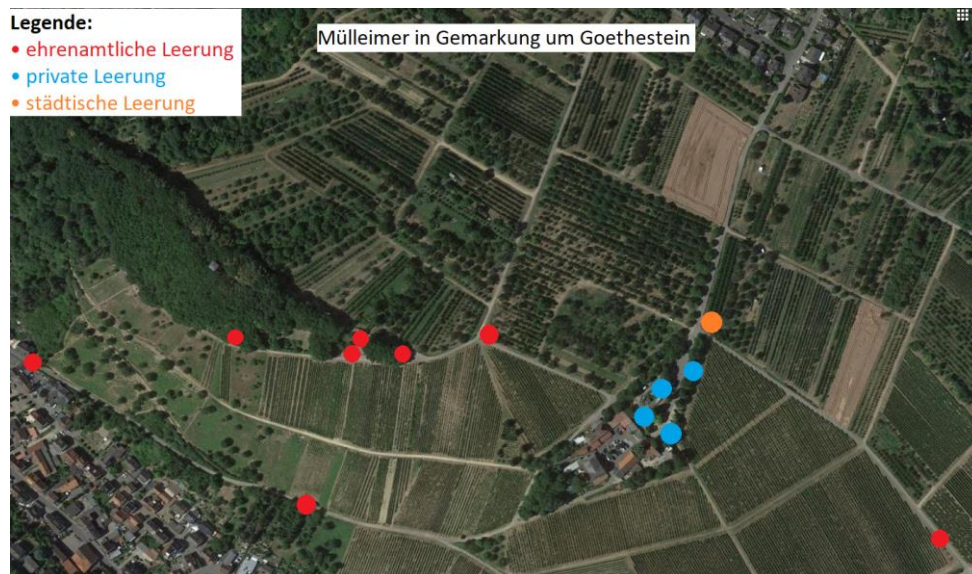 Legende:
• ehrenamtliche Leerung
• private Leerung
• städtische Leerung
Mülleimer in Gemarkung um Goethestein